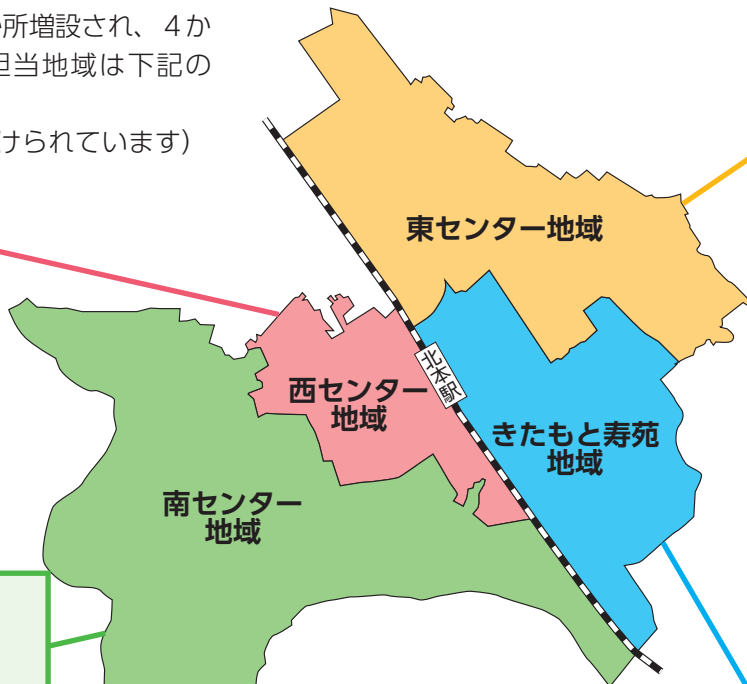 所増設され、４か
担当地域は下記の
けられています）
東センター地域
西センター
地域
北本駅
きたもと寿苑
地域
南センター
地域